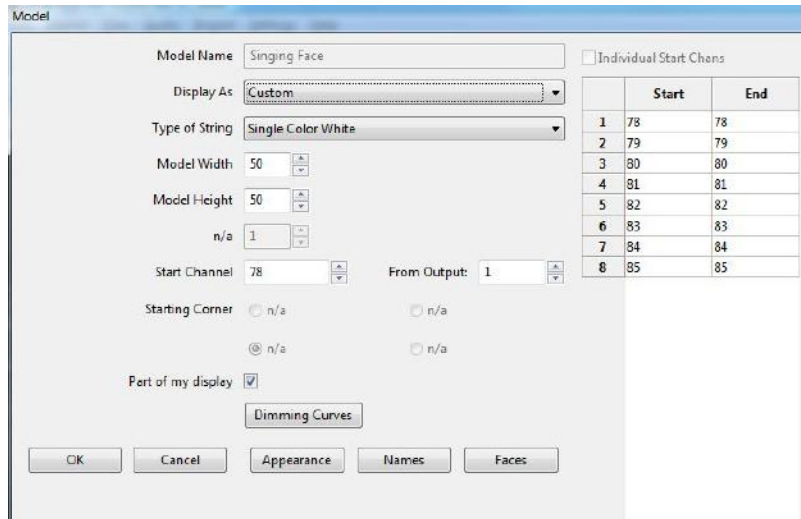 Model
Model Name Singing Face
Individual Start Chans
Display As Custom
Type of String Single Color White
Model Width 50
Model Height 50
n/a 1
Start Channel 78 From Output: 1
Starting Corner n/a n/a
n/a n/a
Part of my display
Dimming Curves
OK Cancel Appearance Names Faces
Start End
1 78 78
2 79 79
3 80 80
4 81 81
5 82 82
6 83 83
7 84 84
8 85 85